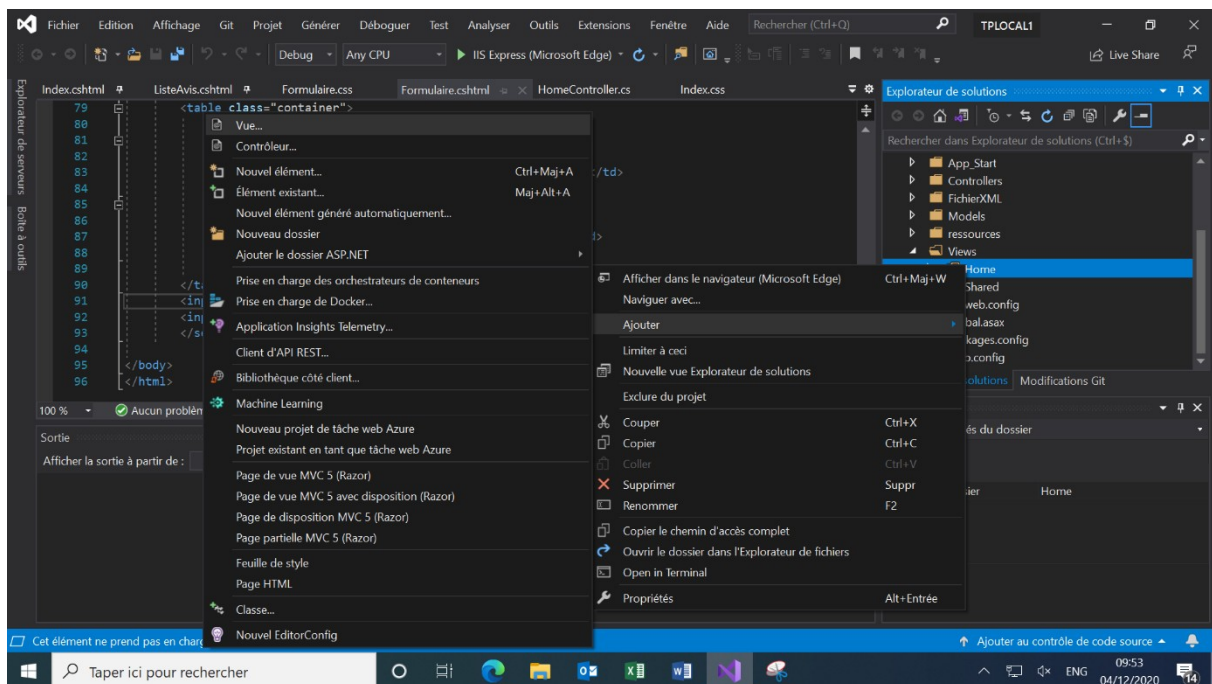 Fichier Edition Affichage Git Projet Générer Déboguer Test Analyser Outils Extensions Fenêtre Aide Rechercher (Ctrl+Q) TPLOCAL1
Debug Any CPU IIS Express (Microsoft Edge) Live Share
Explorateur de serveurs
Boîte à outils
Index.cshtml ListeAvis.cshtml Formulaire.css Formulaire.cshtml HomeController.cs Index.css
79 <table class="container">
80
81
82
83 </td>
84
85
86
87
88
89
90
91
92
93
94
95 </body>
96 </html>
100 % Aucun
Sortie
Afficher la sortie à partir de :
Vue...
Contrôleur...
Nouvel élément... Ctrl+Maj+A
Élément existant... Maj+Alt+A
Nouvel élément généré automatiquement...
Nouveau dossier
Ajouter le dossier ASP.NET
Prise en charge des orchestrateurs de conteneurs
Prise en charge de Docker...
Application Insights Telemetry...
Client d'API REST...
Bibliothèque côté client...
Machine Learning
Nouveau projet de tâche web Azure
Projet existant en tant que tâche web Azure
Page de vue MVC 5 (Razor)
Page de vue MVC 5 avec disposition (Razor)
Page de disposition MVC 5 (Razor)
Page partielle MVC 5 (Razor)
Feuille de style
Page HTML
Classe...
Nouvel EditorConfig
Afficher dans le navigateur (Microsoft Edge) Ctrl+Maj+W
Naviguer avec...
Ajouter
Limiter à ceci
Nouvelle vue Explorateur de solutions
Exclure du projet
Couper Ctrl+X
Copier Ctrl+C
Coller Ctrl+V
Supprimer Suppr
Renommer F2
Copier le chemin d'accès complet
Ouvrir le dossier dans l'Explorateur de fichiers
Open in Terminal
Propriétés Alt+Entrée
Explorateur de solutions
Rechercher dans Explorateur de solutions (Ctrl+$)
App_Start
Controllers
FichierXML
Models
ressources
Views
Home
Shared
web.config
bal.asax
kages.config
.config
olutions Modifications Git
és du dossier
ier Home
Cet élément ne prend pas en charg Ajouter au contrôle de code source
Taper ici pour rechercher ENG 09:53
04/12/2020 14